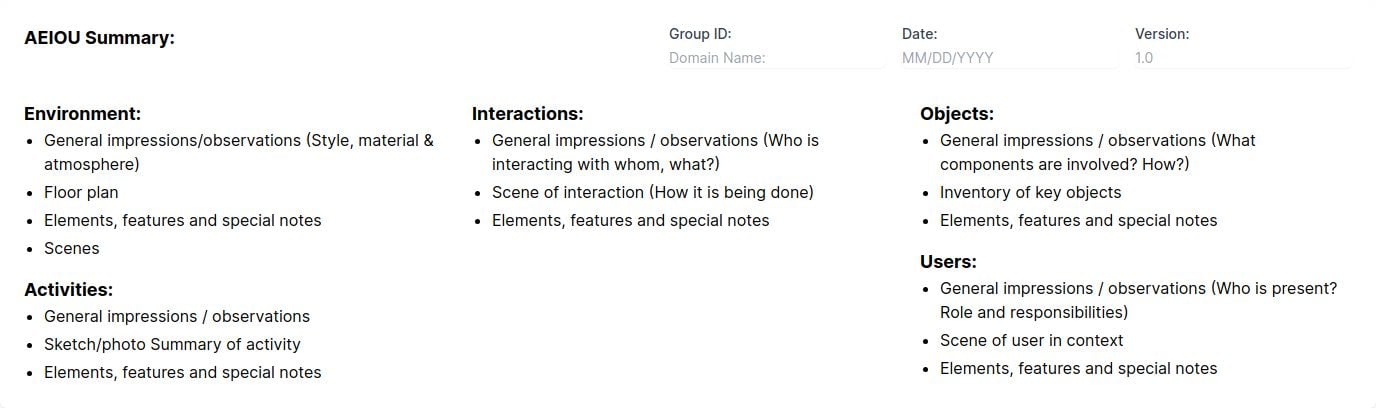 AEIOU Summary:
Group ID:
Domain Name:
Date:
MM/DD/YYYY
Version:
1.0
Environment:
• General impressions/observations (Style, material &
atmosphere)
• Floor plan
• Elements, features and special notes
• Scenes
Activities:
• General impressions / observations
• Sketch/photo Summary of activity
• Elements, features and special notes
Interactions:
• General impressions / observations (Who is
interacting with whom, what?)
• Scene of interaction (How it is being done)
• Elements, features and special notes
Objects:
• General impressions / observations (What
components are involved? How?)
• Inventory of key objects
• Elements, features and special notes
Users:
• General impressions / observations (Who is present?
Role and responsibilities)
• Scene of user in context
• Elements, features and special notes